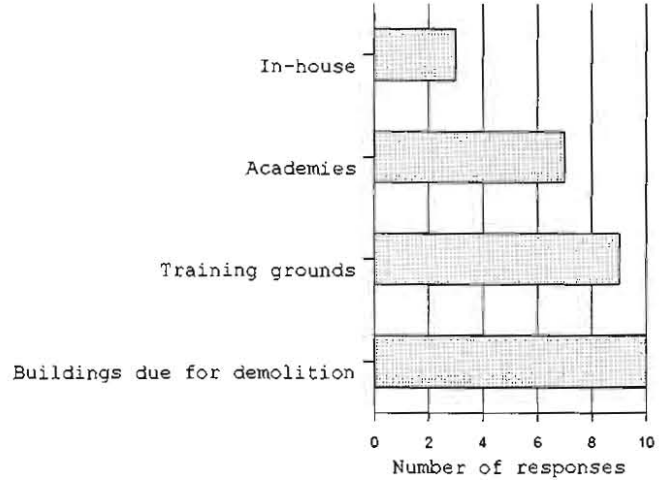 In-house
Academies
Training grounds
Buildings due for demolition
0 2 4 6 8 10
Number of responses